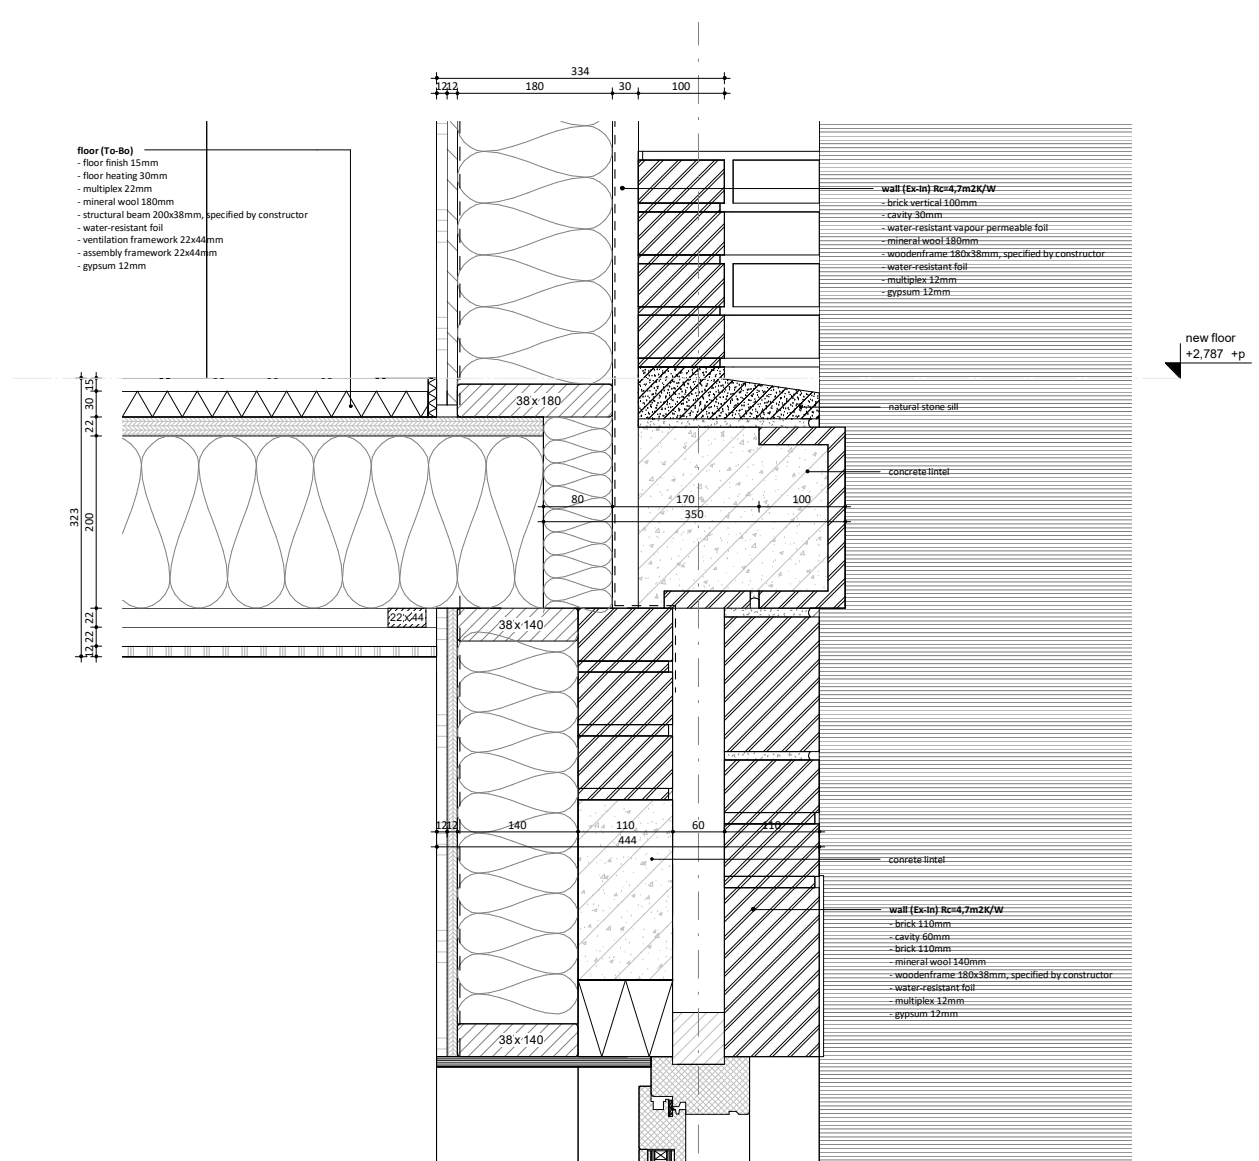 334
12 12 180 30 100
floor (To-Bo)
- floor finish 15mm
- floor heating 30mm
- multiplex 22mm
- mineral wool 180mm
- structural beam 200x38mm, specified by constructor
- water-resistant foil
- ventilation framework 22x44mm
- assembly framework 22x44mm
- gypsum 12mm
wall (Ex-In) Rc=4,7m2K/W
- brick vertical 100mm
- cavity 30mm
- water-resistant vapour permeable foil
- mineral wool 180mm
- woodenframe 180x38mm, specified by constructor
- water-resistant foil
- multiplex 12mm
- gypsum 12mm
new floor
+2,787 +p
15
30
22
200
323
22
22
12
38 x 180
natural stone sill
concrete lintel
80 170 100
350
22 x 44
38 x 140
12 12 140 110 60 110
444
conrete lintel
wall (Ex-In) Rc=4,7m2K/W
- brick 110mm
- cavity 60mm
- brick 110mm
- mineral wool 140mm
- woodenframe 180x38mm, specified by constructor
- water-resistant foil
- multiplex 12mm
- gypsum 12mm
38 x 140